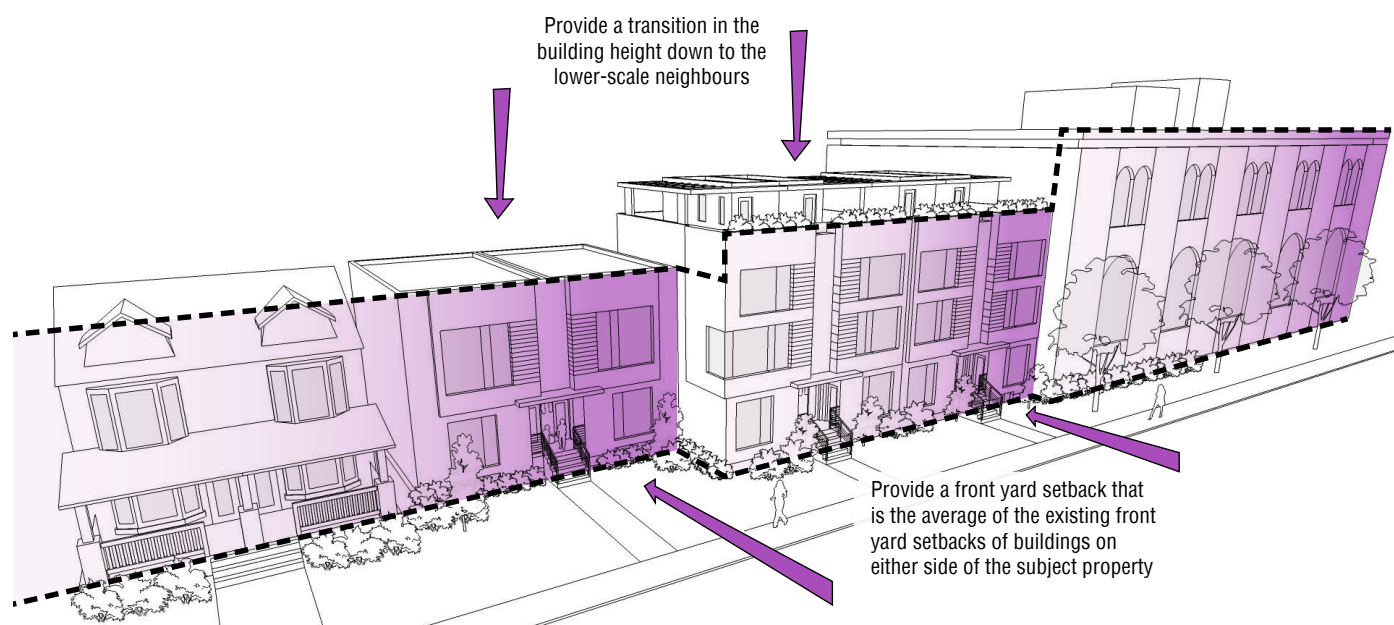 Provide a transition in the
building height down to the
lower-scale neighbours
Provide a front yard setback that
is the average of the existing front
yard setbacks of buildings on
either side of the subject property